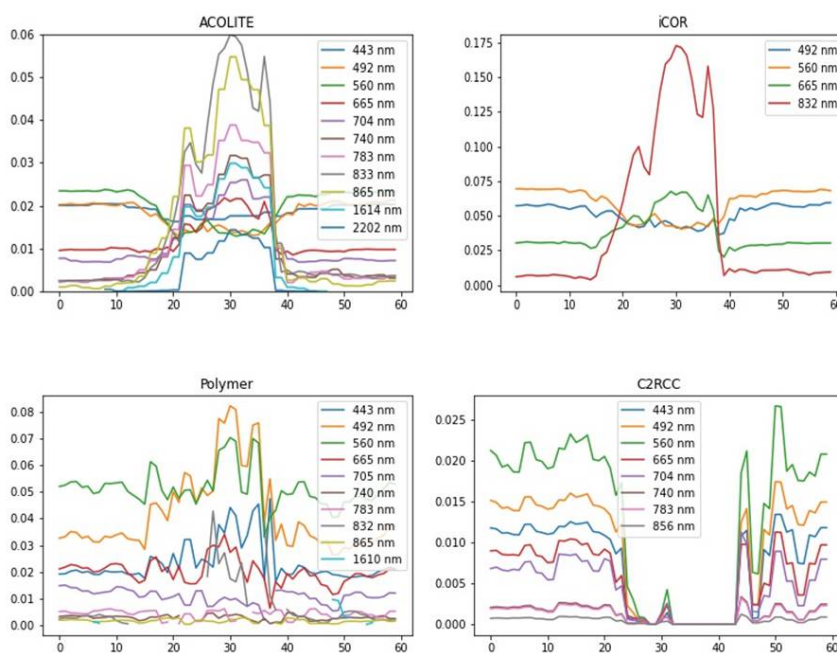 ACOLITE
0.06
0.05
0.04
0.03
0.02
0.01
0.00
0 10 20 30 40 50 60
443 nm
492 nm
560 nm
665 nm
704 nm
740 nm
783 nm
833 nm
865 nm
1614 nm
2202 nm
iCOR
0.175
0.150
0.125
0.100
0.075
0.050
0.025
0.000
0 10 20 30 40 50 60
492 nm
560 nm
665 nm
832 nm
Polymer
0.08
0.07
0.06
0.05
0.04
0.03
0.02
0.01
0.00
0 10 20 30 40 50 60
443 nm
492 nm
560 nm
665 nm
705 nm
740 nm
783 nm
832 nm
865 nm
1610 nm
C2RCC
0.025
0.020
0.015
0.010
0.005
0.000
0 10 20 30 40 50 60
443 nm
492 nm
560 nm
665 nm
704 nm
740 nm
783 nm
856 nm